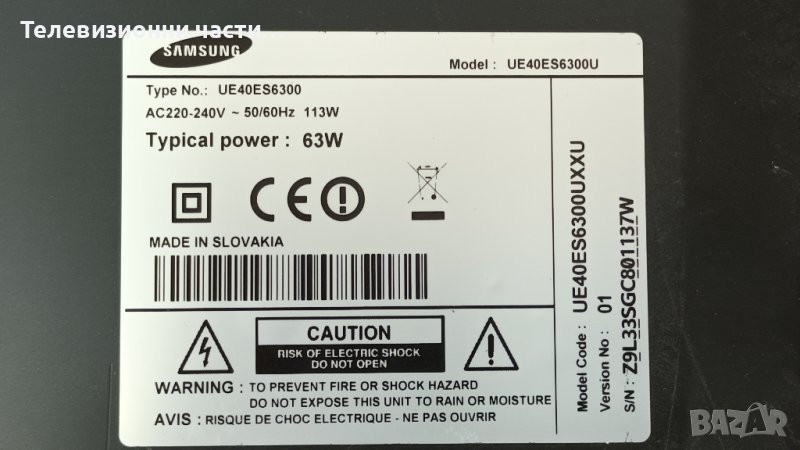 Телевизионни части...
SAMSUNG
Model : UE40ES6300U
Type No.: UE40ES6300
AC220-240V ~ 50/60Hz 113W
Typical power : 63W
CE
MADE IN SLOVAKIA
CAUTION
RISK OF ELECTRIC SHOCK
DO NOT OPEN
WARNING : TO PREVENT FIRE OR SHOCK HAZARD
DO NOT EXPOSE THIS UNIT TO RAIN OR MOISTURE
AVIS : RISQUE DE CHOC ELECTRIQUE - NE PAS OUVRIR
Model Code : UE40ES6300UXXU
Version No : 01
S/N : Z9L33SGC801137W
BAZAR